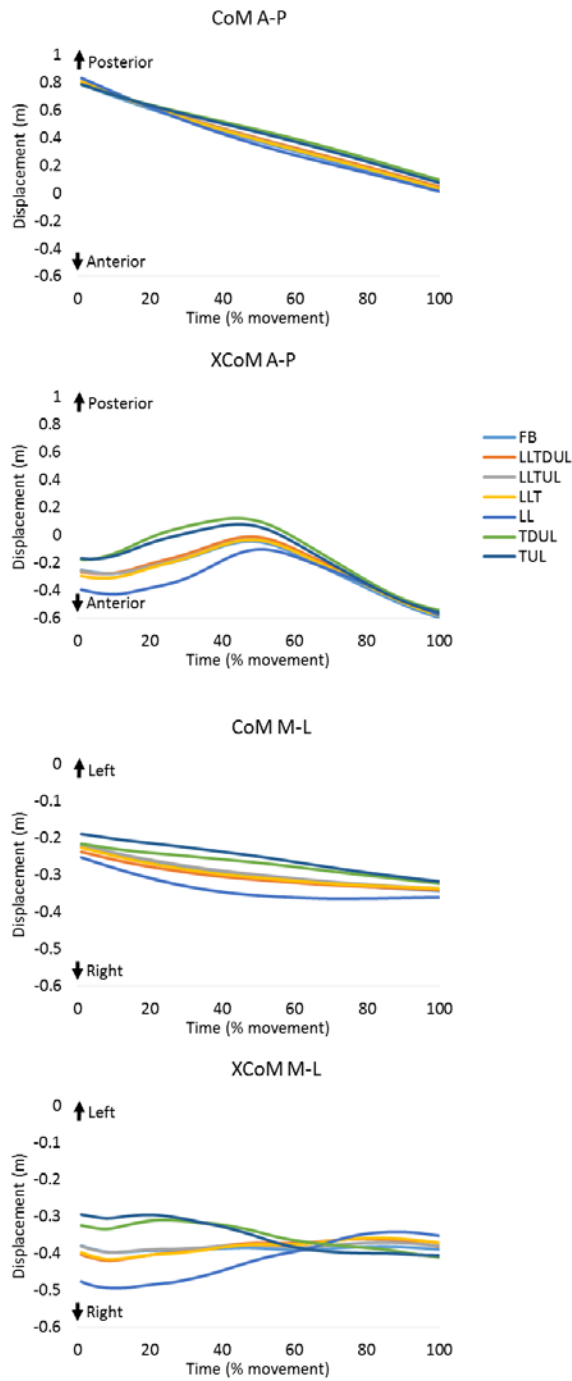 CoM A-P
1
Posterior
0.8
0.6
0.4
0.2
0
-0.2
-0.4
Anterior
-0.6
Displacement (m)
0 20 40 60 80 100
Time (% movement)
XCoM A-P
1
Posterior
0.8
0.6
0.4
0.2
0
-0.2
-0.4
Anterior
-0.6
Displacement (m)
0 20 40 60 80 100
Time (% movement)
FB
LLTDUL
LLTUL
LLT
LL
TDUL
TUL
CoM M-L
0
Left
-0.1
-0.2
-0.3
-0.4
-0.5
Right
-0.6
Displacement (m)
0 20 40 60 80 100
Time (% movement)
XCoM M-L
0
Left
-0.1
-0.2
-0.3
-0.4
-0.5
Right
-0.6
Displacement (m)
0 20 40 60 80 100
Time (% movement)